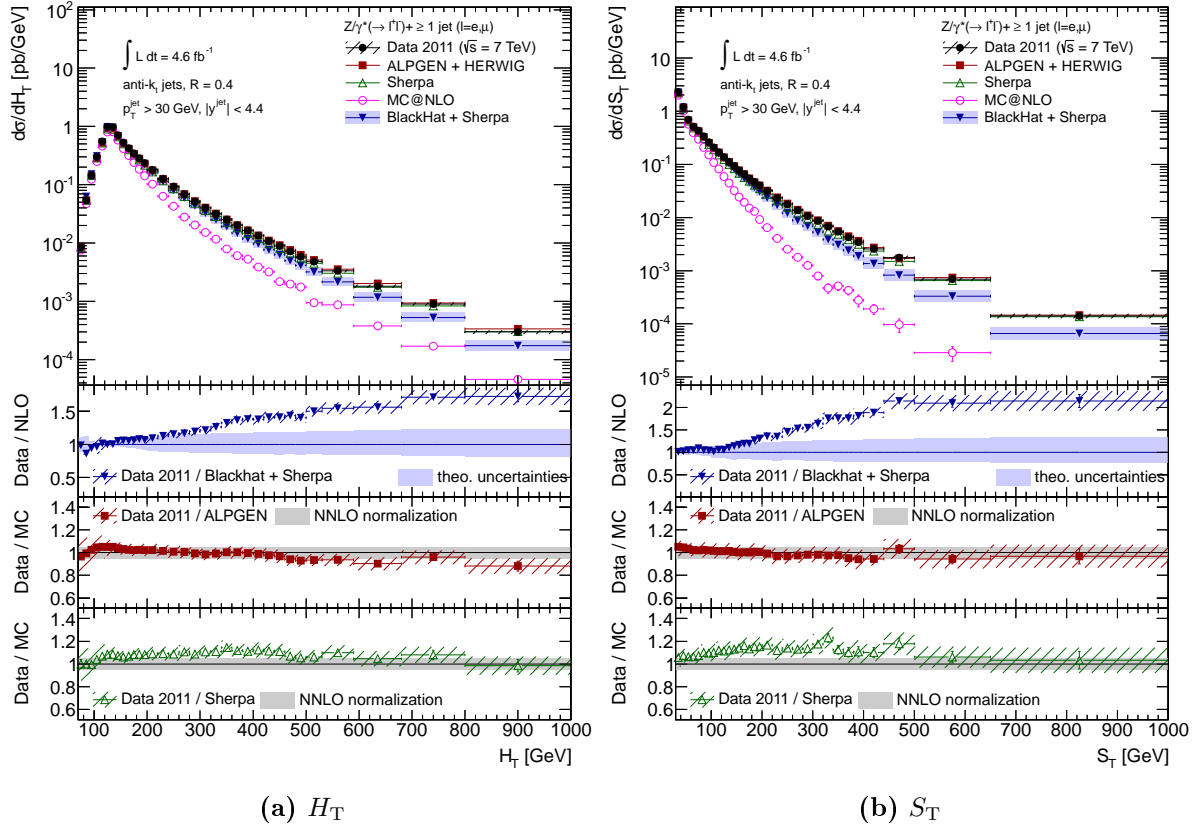 dσ/dH_T [pb/GeV]
10²
10
1
10⁻¹
10⁻²
10⁻³
10⁻⁴
∫ L dt = 4.6 fb⁻¹
anti-k_t jets, R = 0.4
p_T^jet > 30 GeV, |y^jet| < 4.4
Z/γ*(→ l⁺l⁻)+ ≥ 1 jet (l=e,μ)
Data 2011 (√s = 7 TeV)
ALPGEN + HERWIG
Sherpa
MC@NLO
BlackHat + Sherpa
Data / NLO
1.5
1
0.5
Data 2011 / Blackhat + Sherpa
theo. uncertainties
Data / MC
1.4
1.2
1
0.8
0.6
Data 2011 / ALPGEN
NNLO normalization
Data / MC
1.4
1.2
1
0.8
0.6
Data 2011 / Sherpa
NNLO normalization
100 200 300 400 500 600 700 800 900 1000
H_T [GeV]
(a) H_T
dσ/dS_T [pb/GeV]
10²
10
1
10⁻¹
10⁻²
10⁻³
10⁻⁴
10⁻⁵
∫ L dt = 4.6 fb⁻¹
anti-k_t jets, R = 0.4
p_T^jet > 30 GeV, |y^jet| < 4.4
Z/γ*(→ l⁺l⁻)+ ≥ 1 jet (l=e,μ)
Data 2011 (√s = 7 TeV)
ALPGEN + HERWIG
Sherpa
MC@NLO
BlackHat + Sherpa
Data / NLO
2
1.5
1
0.5
Data 2011 / Blackhat + Sherpa
theo. uncertainties
Data / MC
1.4
1.2
1
0.8
0.6
Data 2011 / ALPGEN
NNLO normalization
Data / MC
1.4
1.2
1
0.8
0.6
Data 2011 / Sherpa
NNLO normalization
100 200 300 400 500 600 700 800 900 1000
S_T [GeV]
(b) S_T